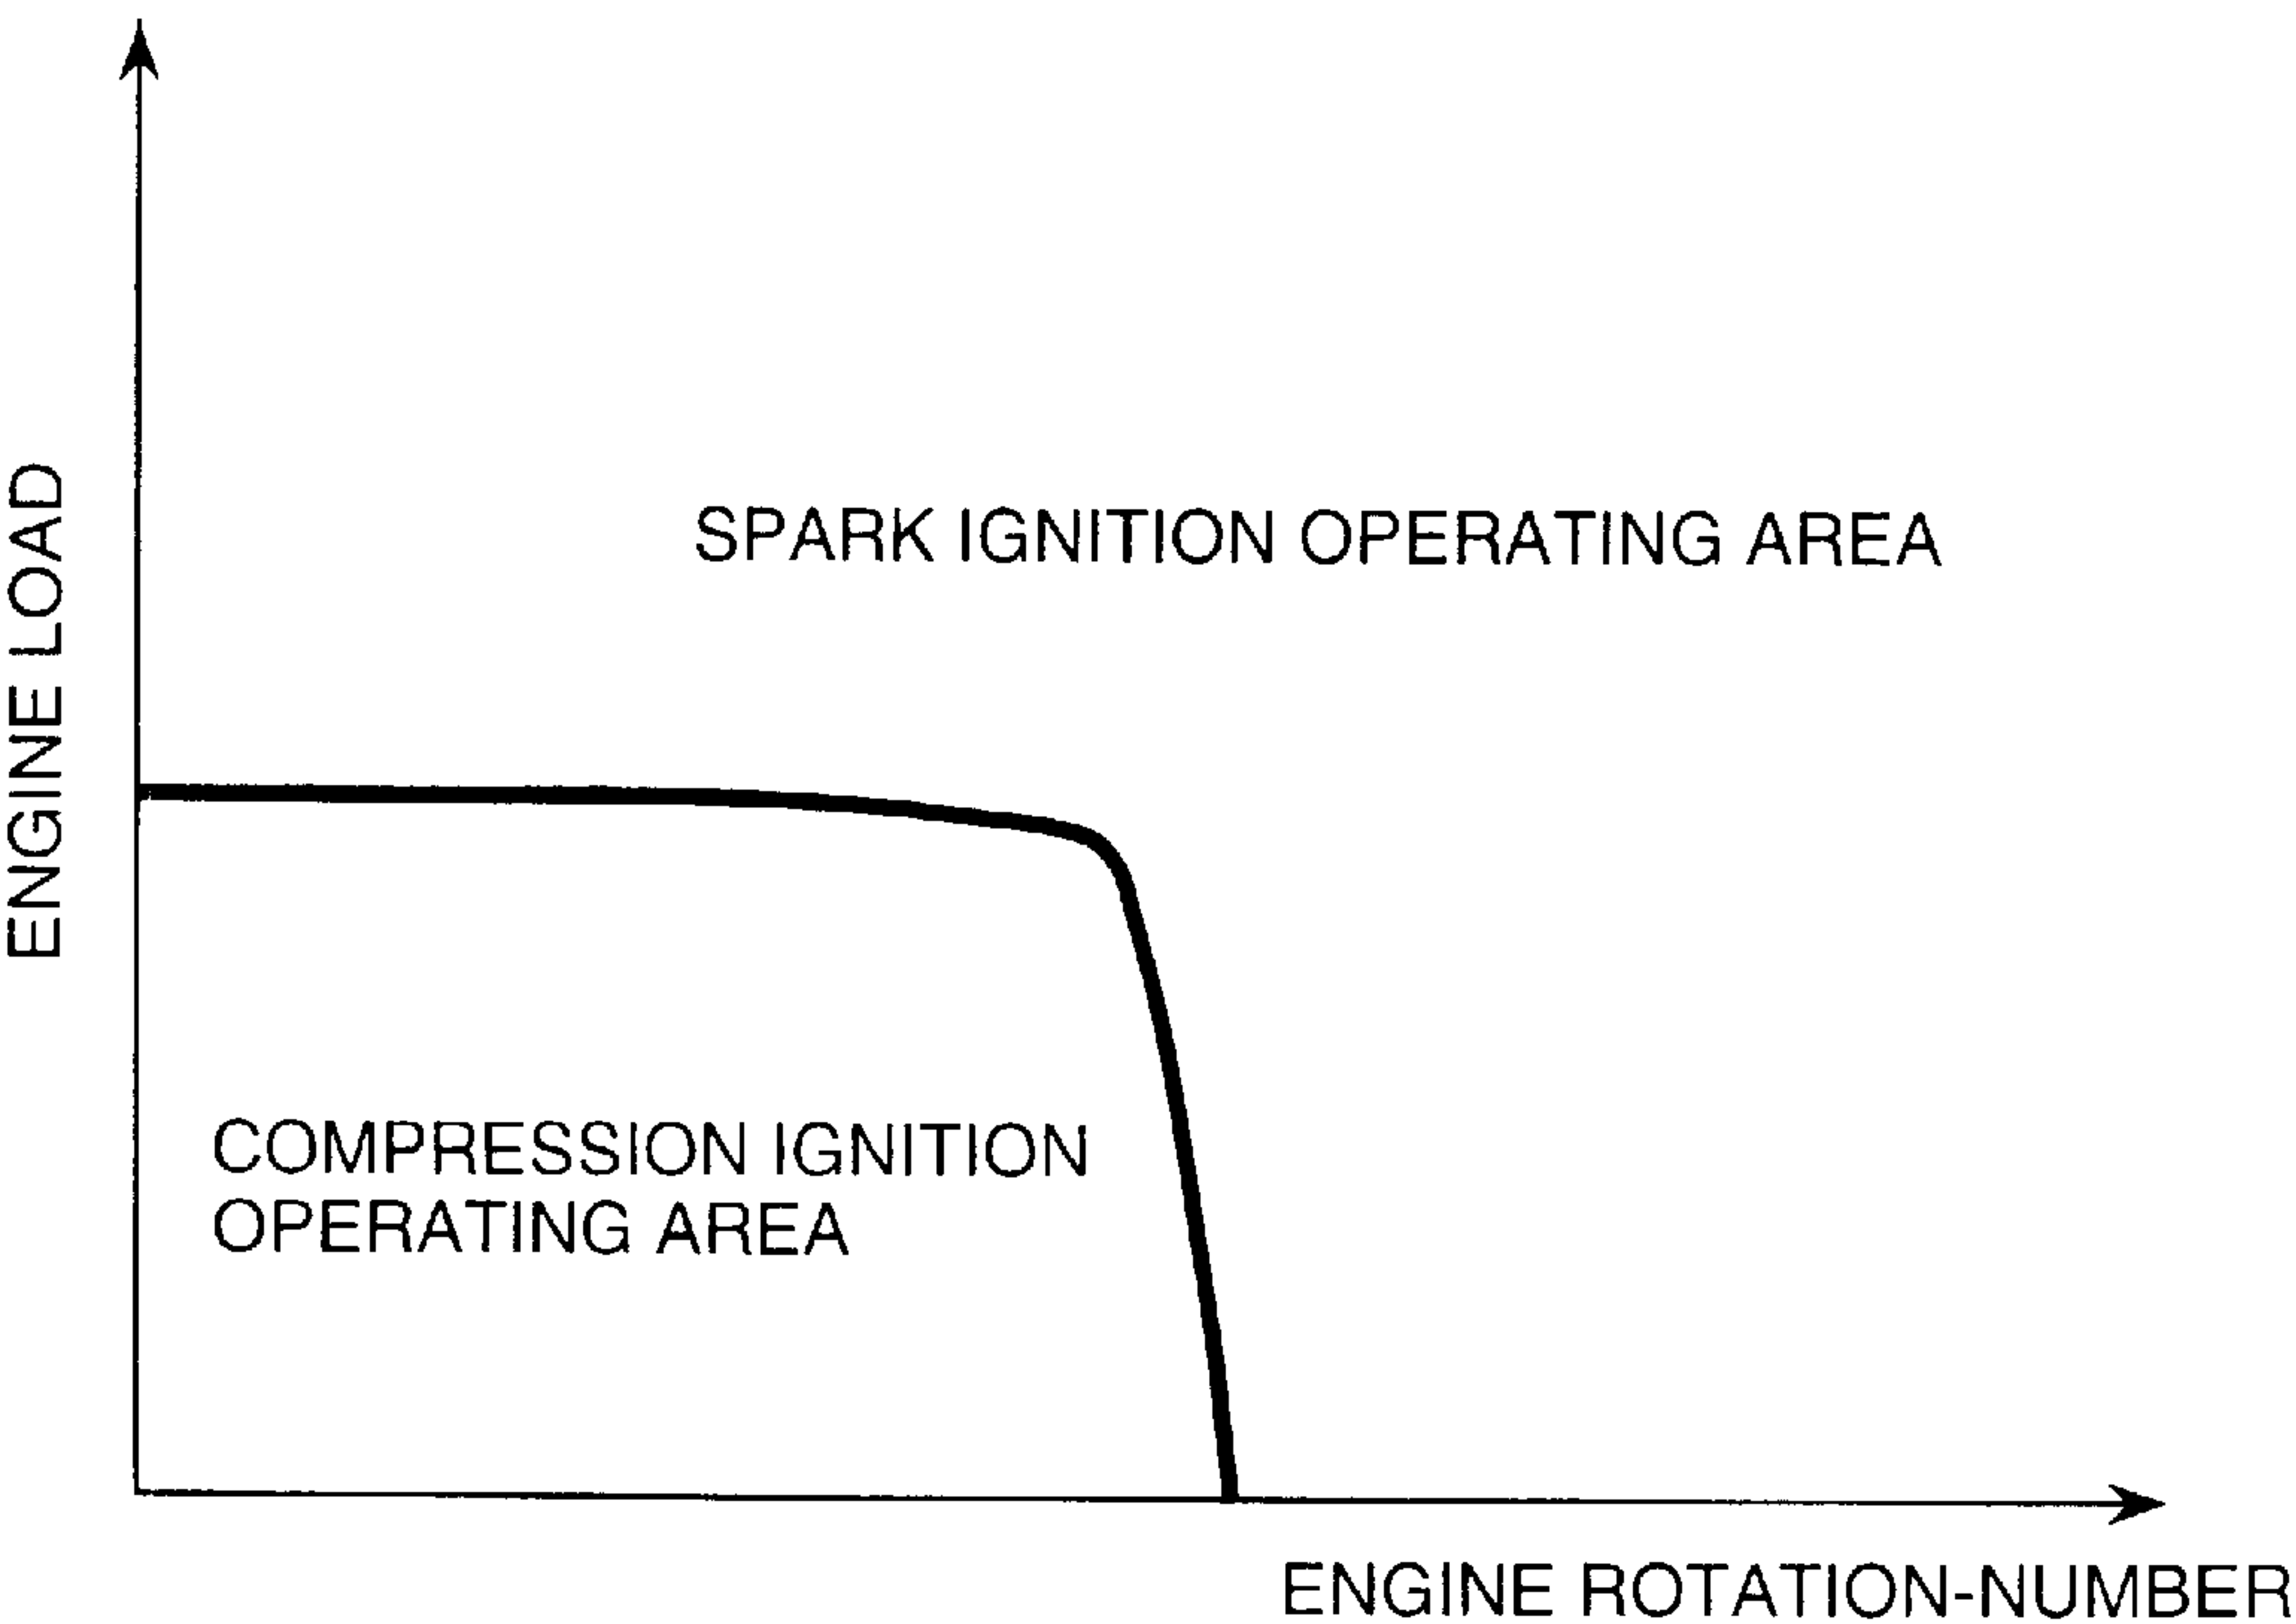 ENGINE LOAD
SPARK IGNITION OPERATING AREA
COMPRESSION IGNITION
OPERATING AREA
ENGINE ROTATION-NUMBER